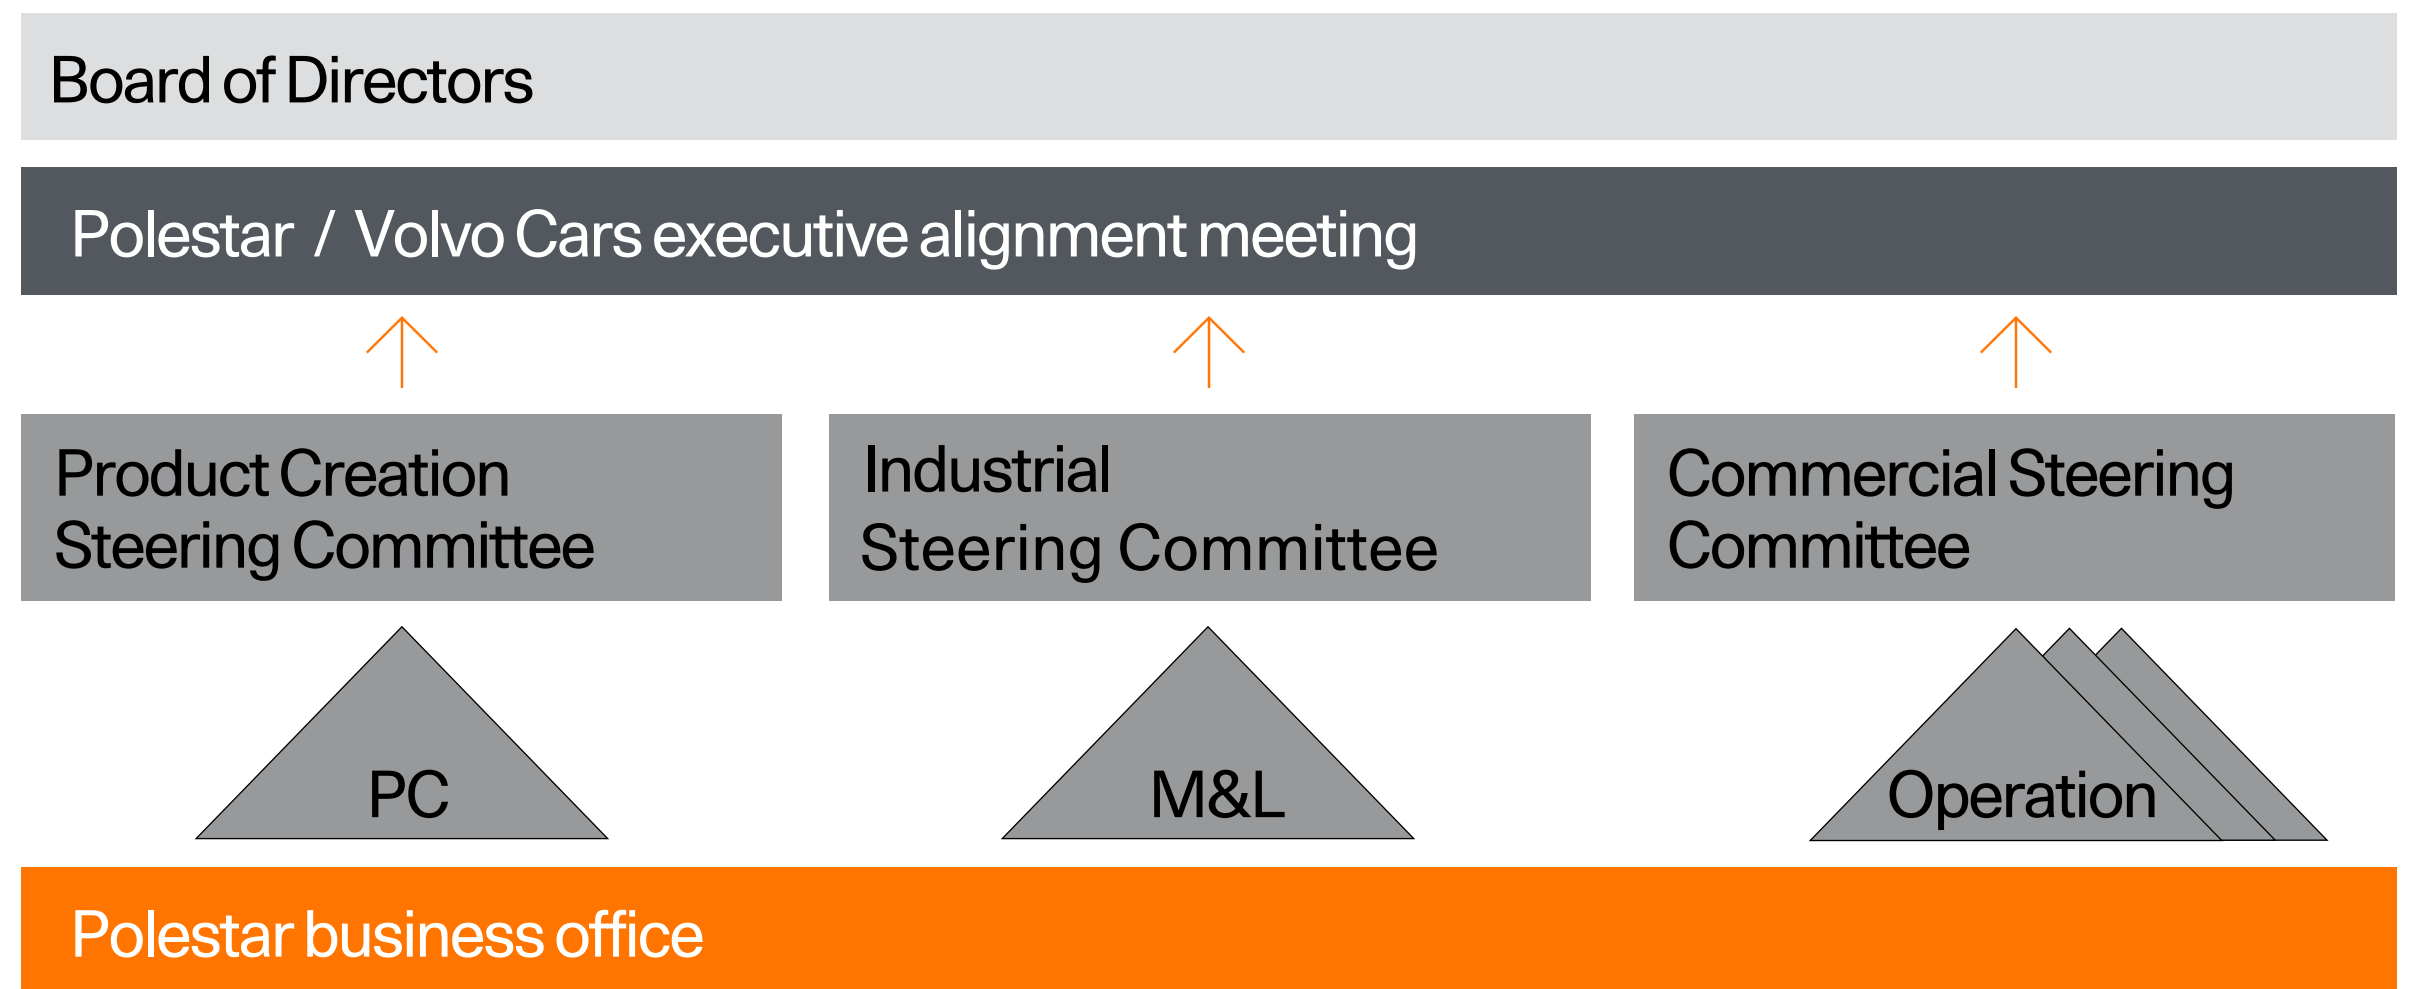 Board of Directors
Polestar / Volvo Cars executive alignment meeting
Product Creation
Steering Committee
Industrial
Steering Committee
Commercial Steering
Committee
PC
M&L
Operation
Polestar business office